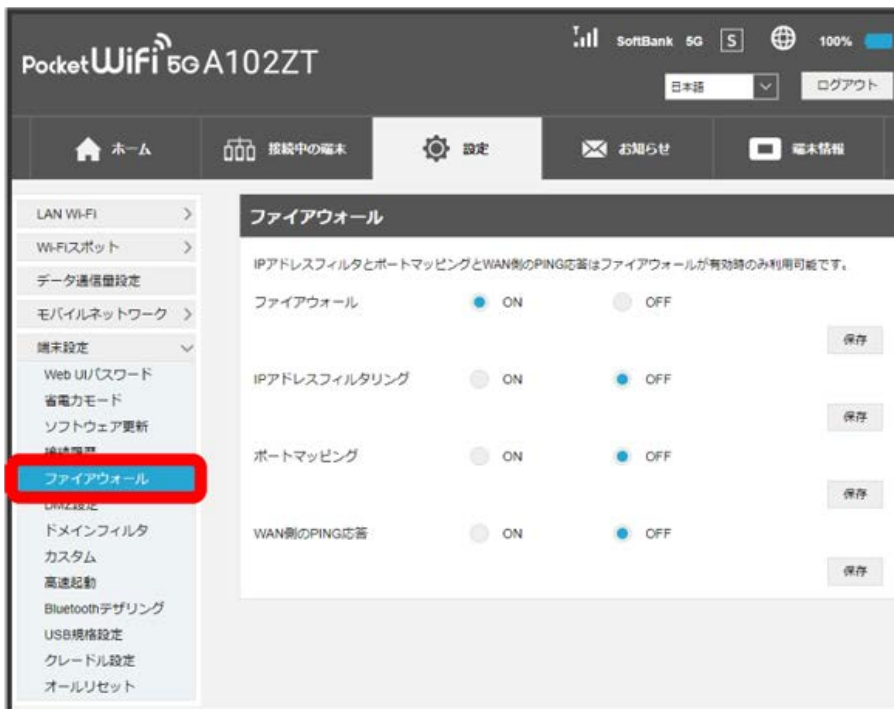 SoftBank 5G S 100%
Pocket WiFi 5G A102ZT
日本語 ログアウト
ホーム 接続中の端末 設定 お知らせ 端末情報
LAN Wi-Fi
Wi-Fiスポット
データ通信量設定
モバイルネットワーク
端末設定
Web UIパスワード
省電力モード
ソフトウェア更新
接続履歴
ファイアウォール
DMZ設定
ドメインフィルタ
カスタム
高速起動
Bluetoothテザリング
USB規格設定
クレードル設定
オールリセット
ファイアウォール
IPアドレスフィルタとポートマッピングとWAN側のPING応答はファイアウォールが有効時のみ利用可能です。
ファイアウォール ON OFF
保存
IPアドレスフィルタリング ON OFF
保存
ポートマッピング ON OFF
保存
WAN側のPING応答 ON OFF
保存